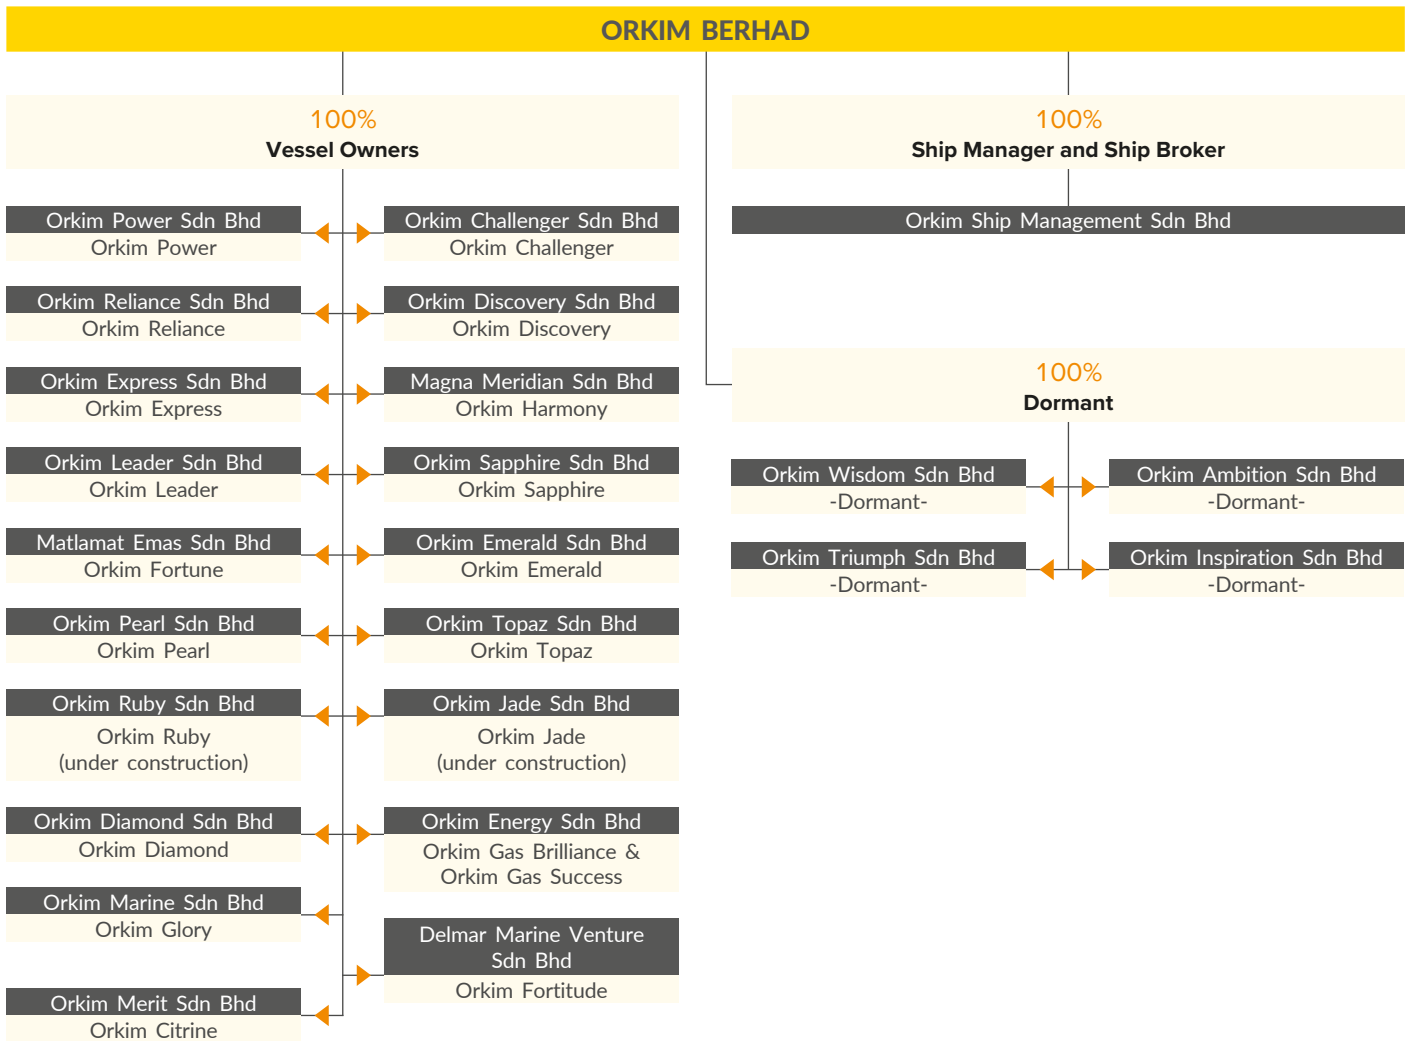 ORKIM BERHAD
100%
Vessel Owners
Orkim Power Sdn Bhd
Orkim Power
Orkim Challenger Sdn Bhd
Orkim Challenger
Orkim Reliance Sdn Bhd
Orkim Reliance
Orkim Discovery Sdn Bhd
Orkim Discovery
Orkim Express Sdn Bhd
Orkim Express
Magna Meridian Sdn Bhd
Orkim Harmony
Orkim Leader Sdn Bhd
Orkim Leader
Orkim Sapphire Sdn Bhd
Orkim Sapphire
Matlamat Emas Sdn Bhd
Orkim Fortune
Orkim Emerald Sdn Bhd
Orkim Emerald
Orkim Pearl Sdn Bhd
Orkim Pearl
Orkim Topaz Sdn Bhd
Orkim Topaz
Orkim Ruby Sdn Bhd
Orkim Ruby
(under construction)
Orkim Jade Sdn Bhd
Orkim Jade
(under construction)
Orkim Diamond Sdn Bhd
Orkim Diamond
Orkim Energy Sdn Bhd
Orkim Gas Brilliance &
Orkim Gas Success
Orkim Marine Sdn Bhd
Orkim Glory
Delmar Marine Venture
Sdn Bhd
Orkim Fortitude
Orkim Merit Sdn Bhd
Orkim Citrine
100%
Ship Manager and Ship Broker
Orkim Ship Management Sdn Bhd
100%
Dormant
Orkim Wisdom Sdn Bhd
-Dormant-
Orkim Ambition Sdn Bhd
-Dormant-
Orkim Triumph Sdn Bhd
-Dormant-
Orkim Inspiration Sdn Bhd
-Dormant-